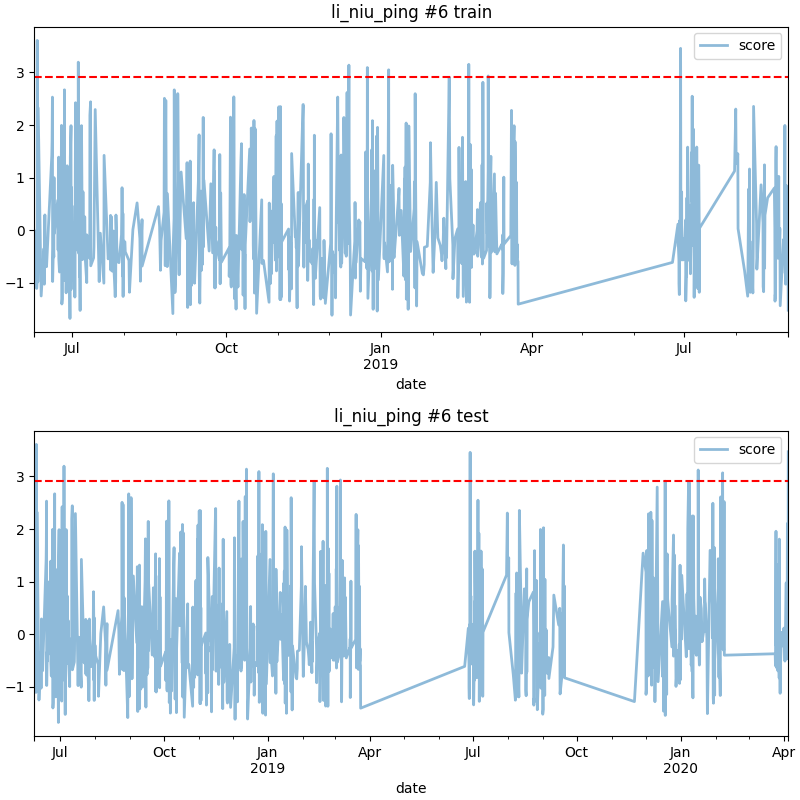 li_niu_ping #6 train
score
3
2
1
0
−1
Jul Oct Jan Apr Jul
2019
date
li_niu_ping #6 test
score
3
2
1
0
−1
Jul Oct Jan Apr Jul Oct Jan Apr
2019 2020
date